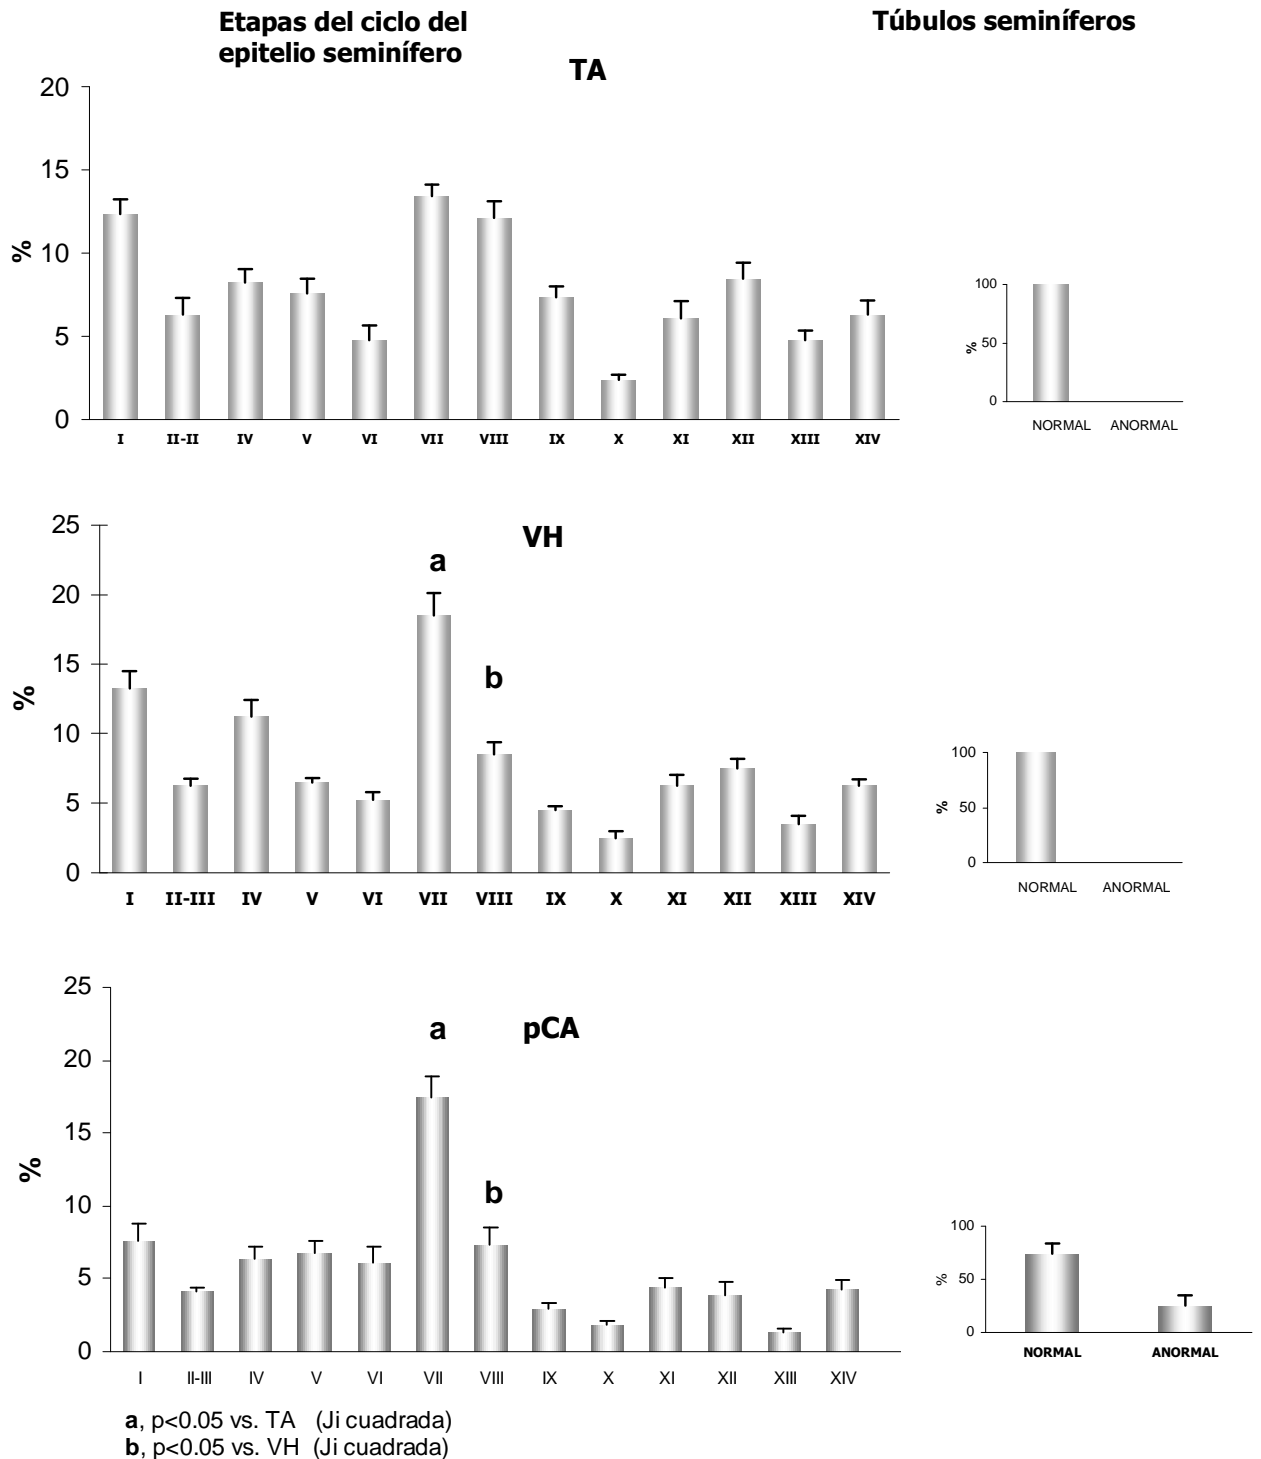 Etapas del ciclo del
epitelio seminífero
Túbulos seminíferos
TA
20
15
10
5
0
%
I II-II IV V VI VII VIII IX X XI XII XIII XIV
100
50
0
%
NORMAL ANORMAL
VH
25
20
15
10
5
0
%
a
b
I II-III IV V VI VII VIII IX X XI XII XIII XIV
100
50
0
%
NORMAL ANORMAL
pCA
25
20
15
10
5
0
%
a
b
I II-III IV V VI VII VIII IX X XI XII XIII XIV
100
50
0
%
NORMAL ANORMAL
a, p<0.05 vs. TA (Ji cuadrada)
b, p<0.05 vs. VH (Ji cuadrada)